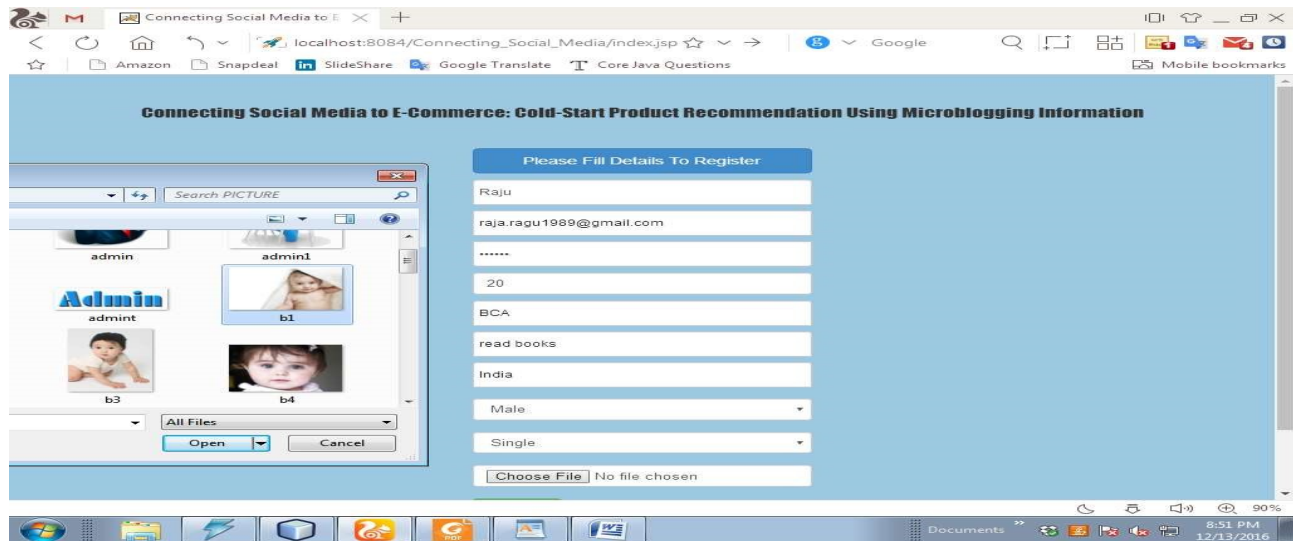 Connecting Social Media to E
localhost:8084/Connecting_Social_Media/index.jsp
Google
Amazon
Snapdeal
SlideShare
Google Translate
Core Java Questions
Mobile bookmarks
Connecting Social Media to E-Commerce: Cold-Start Product Recommendation Using Microblogging Information
Please Fill Details To Register
Raju
raja.ragu1989@gmail.com
••••••
20
BCA
read books
India
Male
Single
Choose File No file chosen
Search PICTURE
admin
admin1
Admin
admint
b1
b3
b4
All Files
Open
Cancel
90%
Documents
8:51 PM
12/13/2016